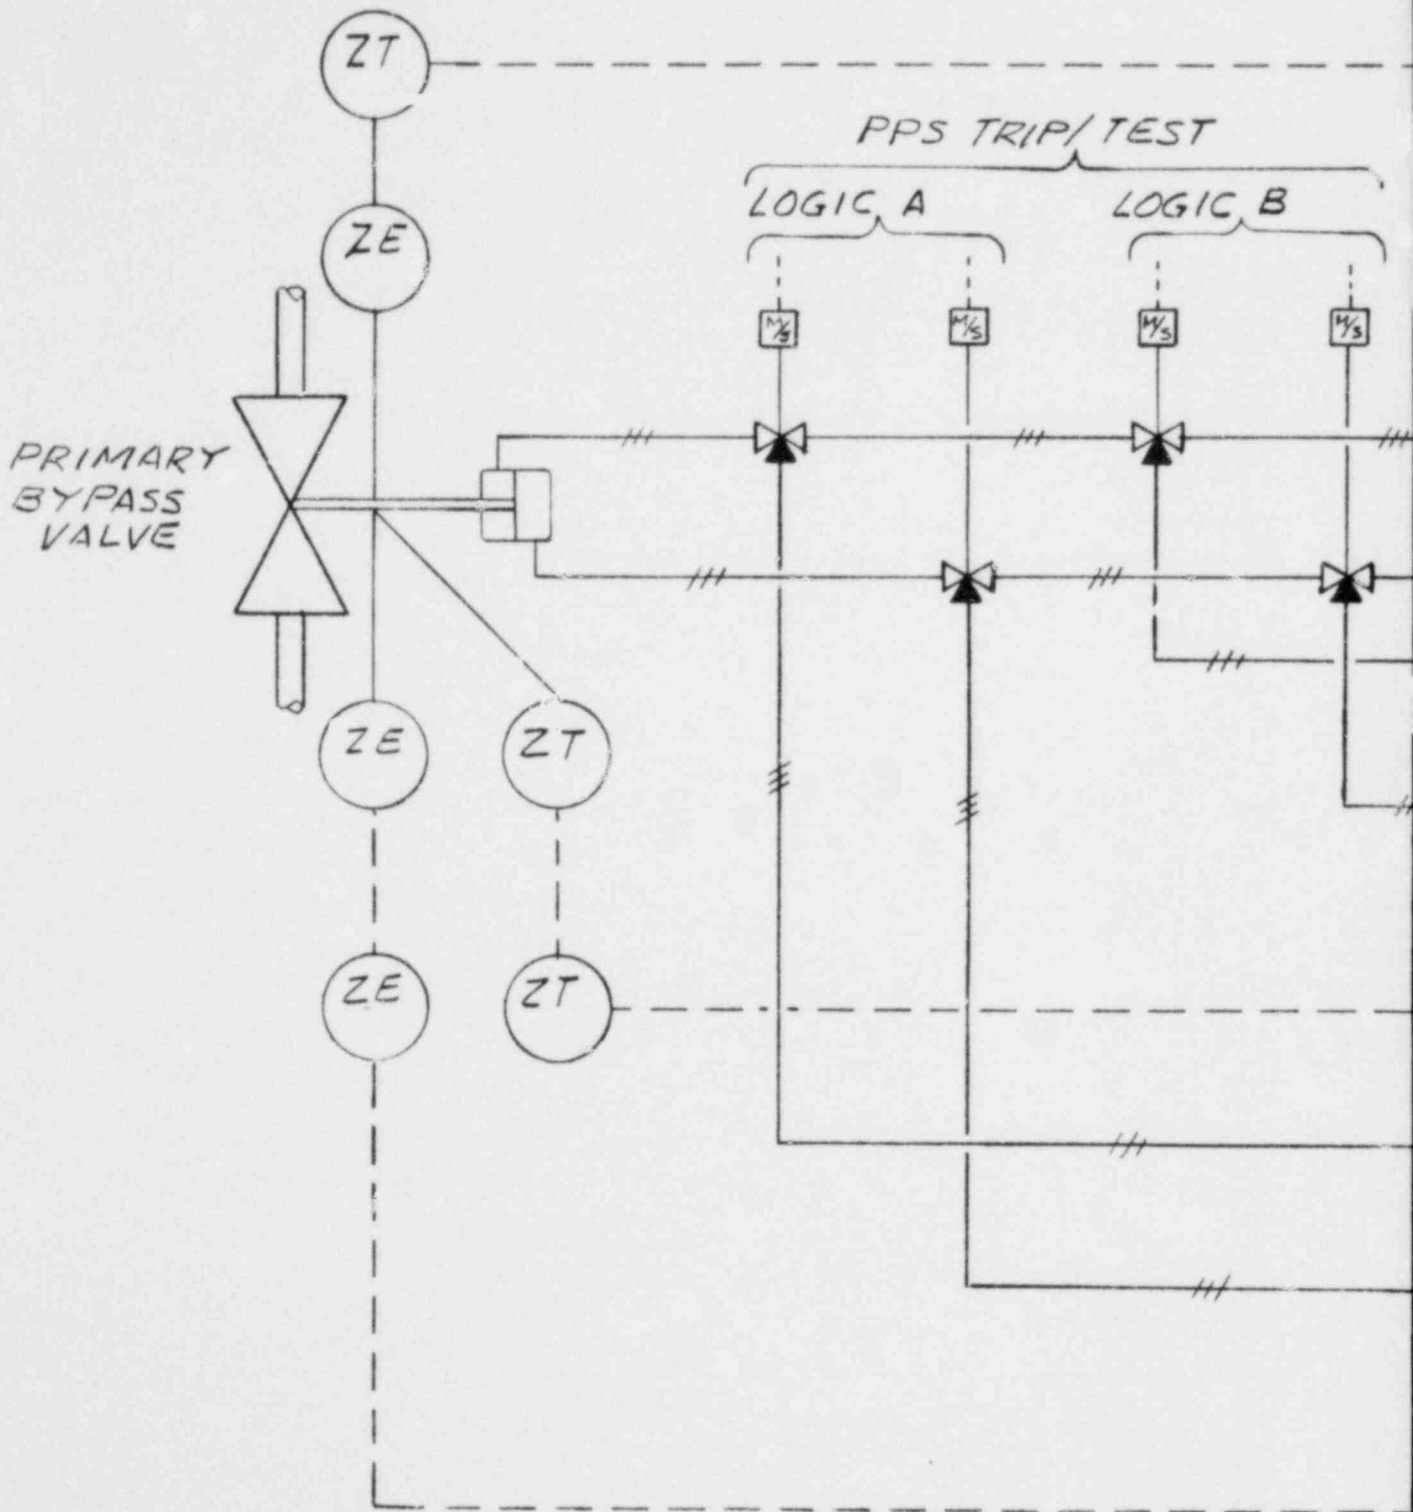 ZT
PPS TRIP/TEST
LOGIC A
LOGIC B
ZE
M/S
M/S
M/S
M/S
PRIMARY
BYPASS
VALVE
ZE
ZT
ZE
ZT